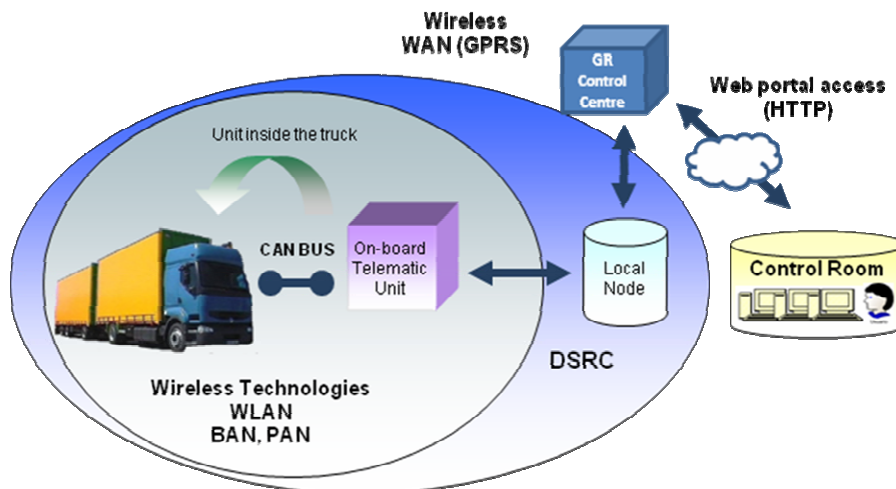 Wireless
WAN (GPRS)
GR
Control
Centre
Web portal access
(HTTP)
Unit inside the truck
CAN BUS
On-board
Telematic
Unit
Local
Node
Control Room
DSRC
Wireless Technologies
WLAN
BAN, PAN